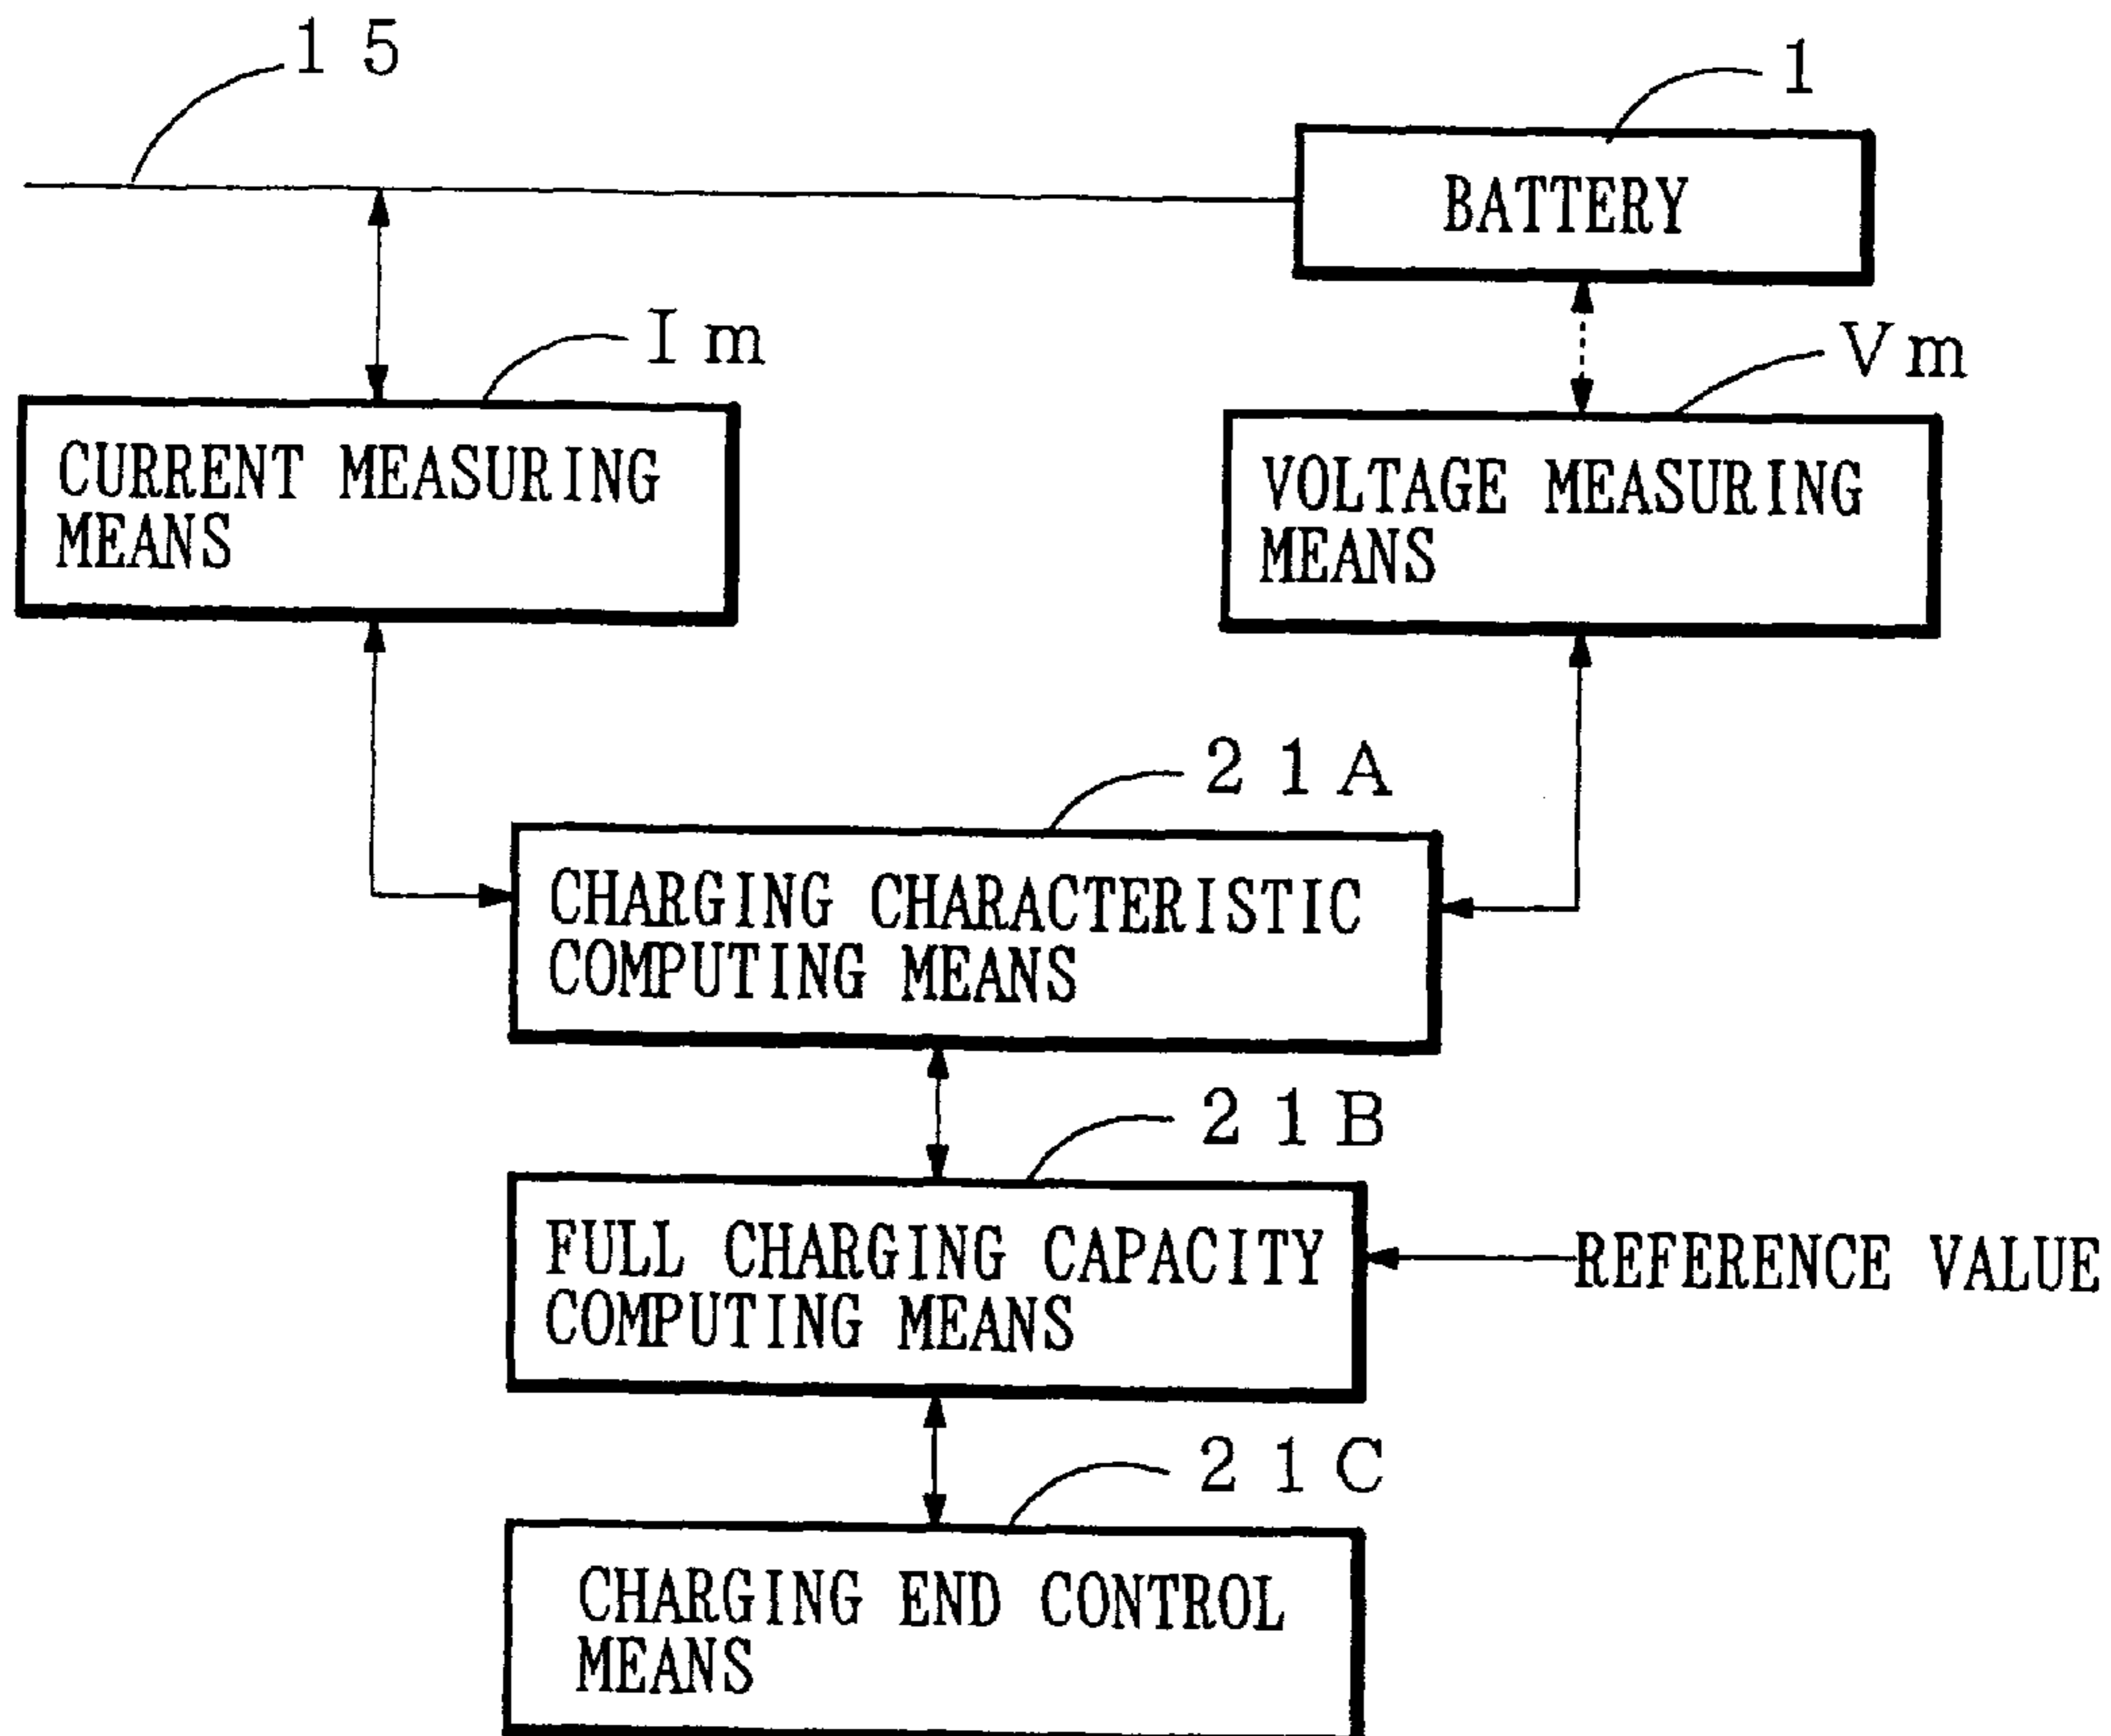 15
1
BATTERY
Im
Vm
CURRENT MEASURING
MEANS
VOLTAGE MEASURING
MEANS
21A
CHARGING CHARACTERISTIC
COMPUTING MEANS
21B
FULL CHARGING CAPACITY
COMPUTING MEANS
REFERENCE VALUE
21C
CHARGING END CONTROL
MEANS